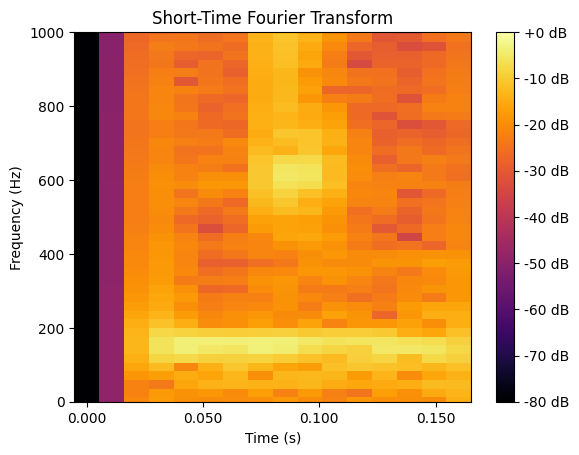 Short-Time Fourier Transform
1000
800
600
400
200
0
Frequency (Hz)
0.000
0.050
0.100
0.150
Time (s)
+0 dB
-10 dB
-20 dB
-30 dB
-40 dB
-50 dB
-60 dB
-70 dB
-80 dB